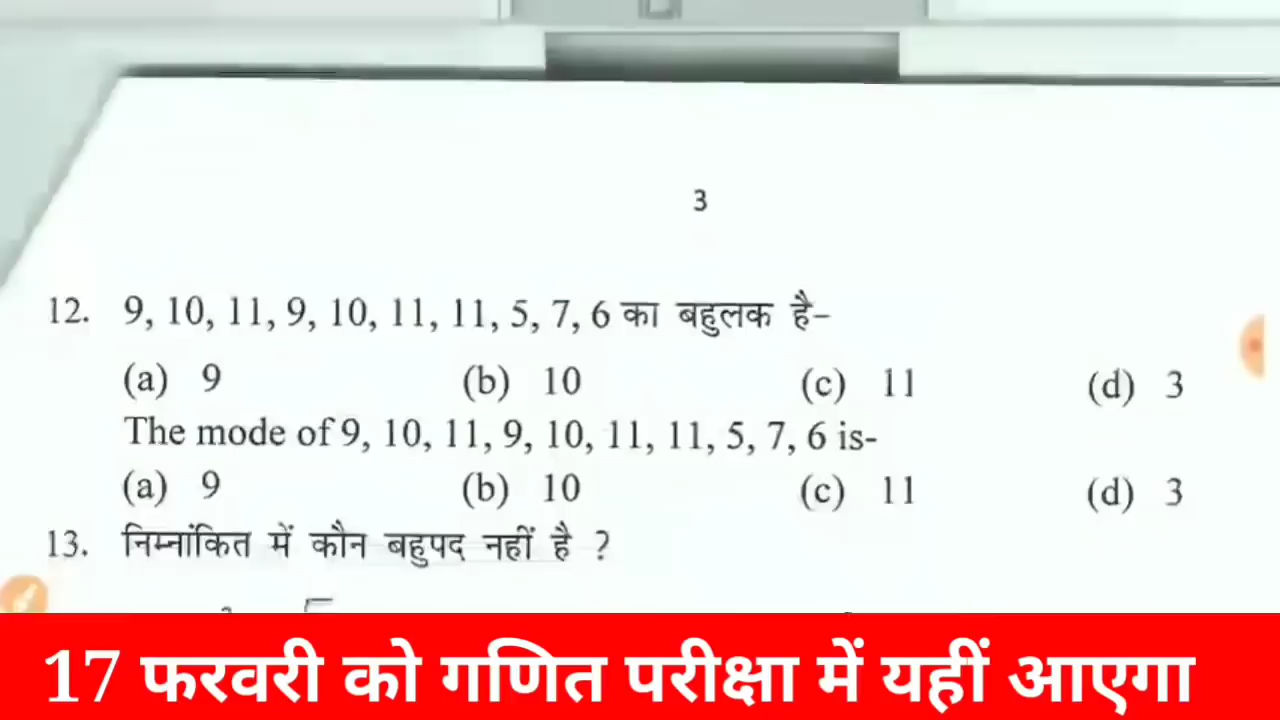 3
12. 9, 10, 11, 9, 10, 11, 11, 5, 7, 6 का बहुलक है-
(a) 9 (b) 10 (c) 11 (d) 3
The mode of 9, 10, 11, 9, 10, 11, 11, 5, 7, 6 is-
(a) 9 (b) 10 (c) 11 (d) 3
13. निम्नांकित में कौन बहुपद नहीं है ?
17 फरवरी को गणित परीक्षा में यहीं आएगा